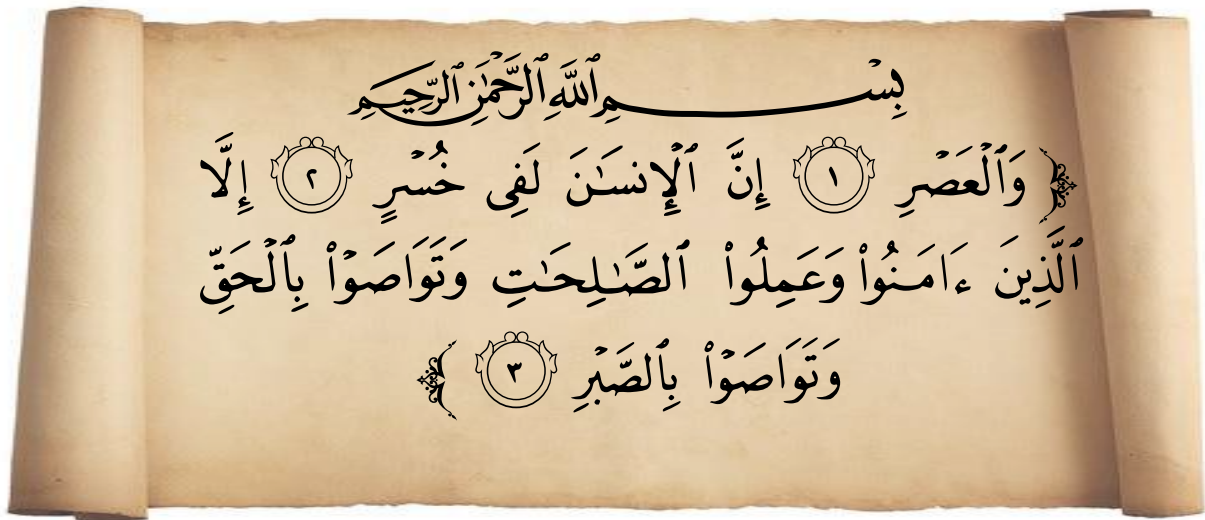 بِسْمِ ٱللَّهِ ٱلرَّحْمَٰنِ ٱلرَّحِيمِ
﴿ وَٱلْعَصْرِ ١ إِنَّ ٱلْإِنسَـٰنَ لَفِى خُسْرٍ ٢ إِلَّا
ٱلَّذِينَ ءَامَنُوا۟ وَعَمِلُوا۟ ٱلصَّـٰلِحَـٰتِ وَتَوَاصَوْا۟ بِٱلْحَقِّ
وَتَوَاصَوْا۟ بِٱلصَّبْرِ ٣ ﴾